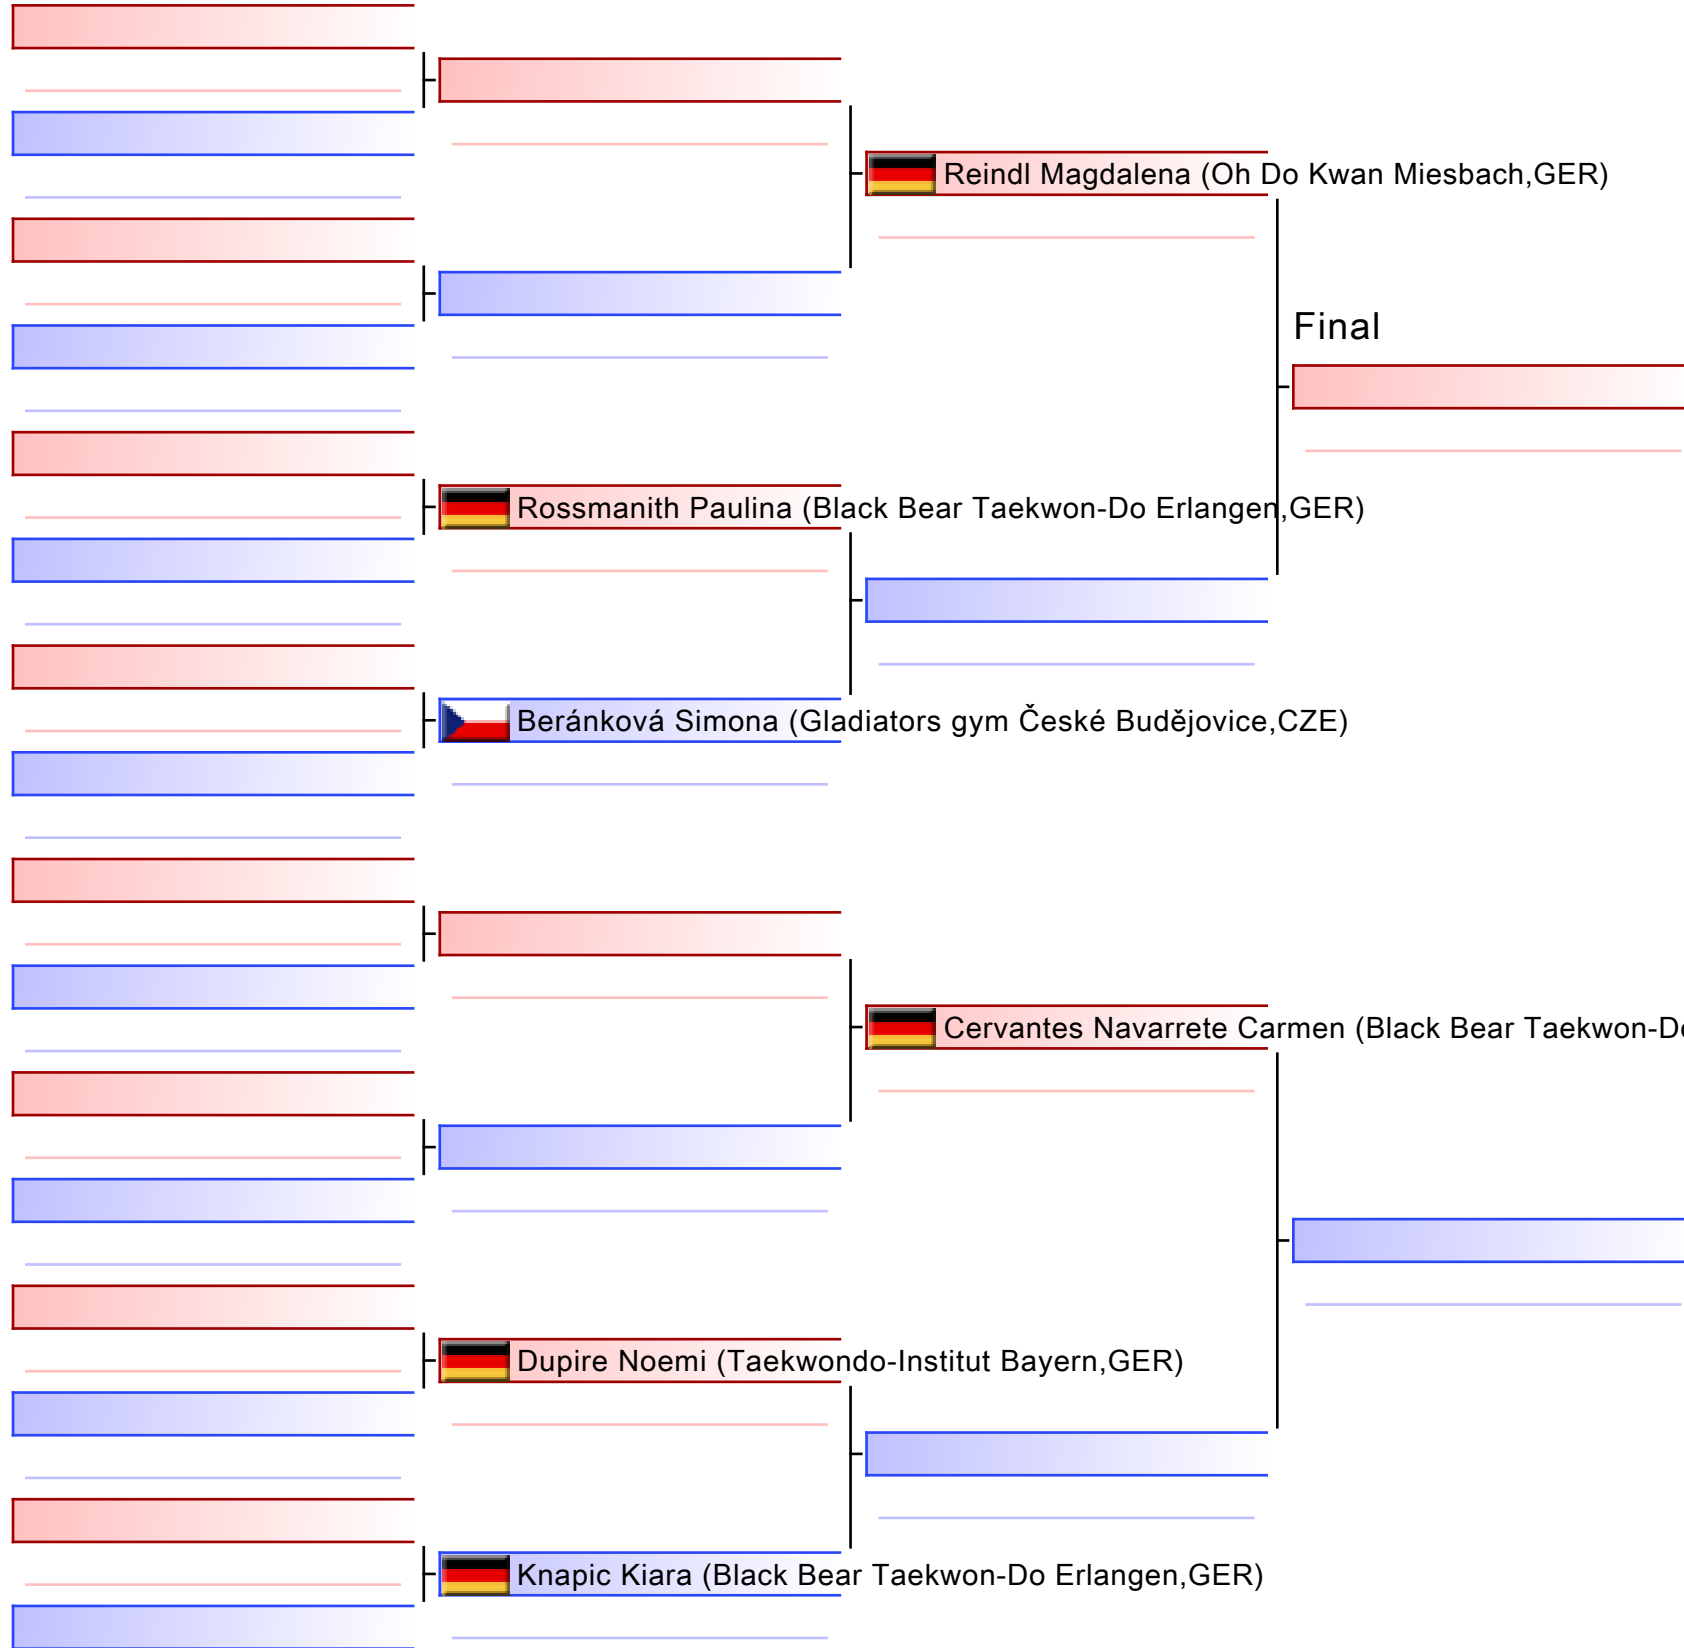 Reindl Magdalena (Oh Do Kwan Miesbach,GER)
Final
Rossmanith Paulina (Black Bear Taekwon-Do Erlangen,GER)
Beránková Simona (Gladiators gym České Budějovice,CZE)
Cervantes Navarrete Carmen (Black Bear Taekwon-Do
Dupire Noemi (Taekwondo-Institut Bayern,GER)
Knapic Kiara (Black Bear Taekwon-Do Erlangen,GER)